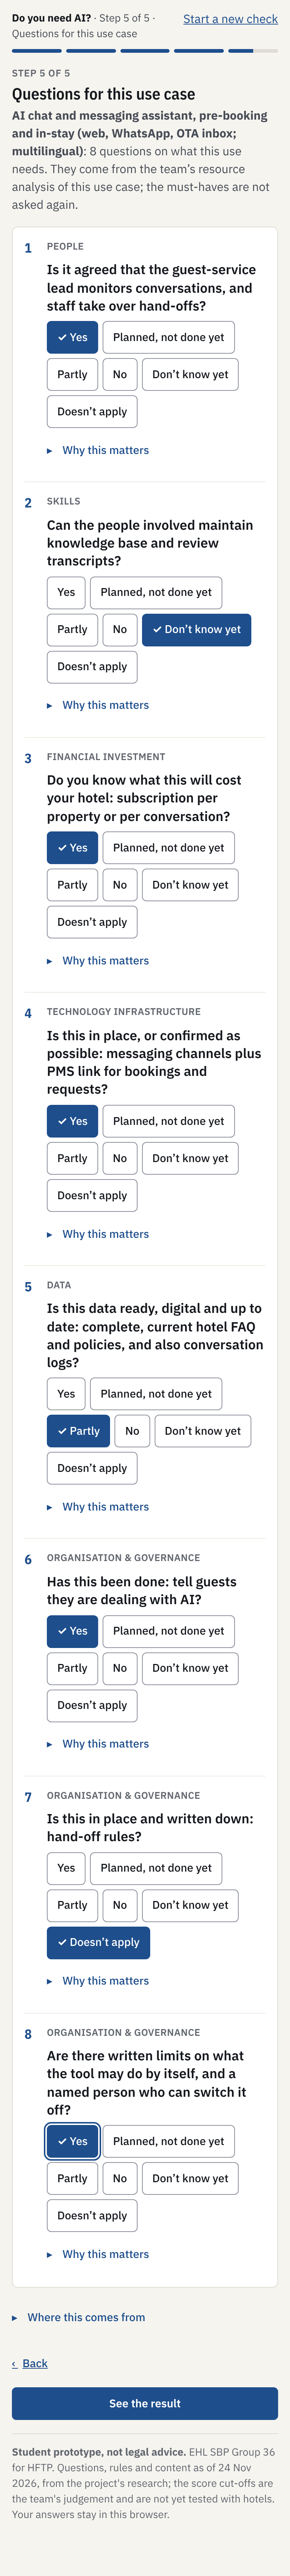 Do you need AI? · Step 5 of 5 · Start a new check
Questions for this use case
STEP 5 OF 5
Questions for this use case
AI chat and messaging assistant, pre-booking
and in-stay (web, WhatsApp, OTA inbox;
multilingual): 8 questions on what this use
needs. They come from the team's resource
analysis of this use case; the must-haves are not
asked again.
1 PEOPLE
Is it agreed that the guest-service
lead monitors conversations, and
staff take over hand-offs?
✓ Yes Planned, not done yet
Partly No Don't know yet
Doesn't apply
▸ Why this matters
2 SKILLS
Can the people involved maintain
knowledge base and review
transcripts?
Yes Planned, not done yet
Partly No ✓ Don't know yet
Doesn't apply
▸ Why this matters
3 FINANCIAL INVESTMENT
Do you know what this will cost
your hotel: subscription per
property or per conversation?
✓ Yes Planned, not done yet
Partly No Don't know yet
Doesn't apply
▸ Why this matters
4 TECHNOLOGY INFRASTRUCTURE
Is this in place, or confirmed as
possible: messaging channels plus
PMS link for bookings and
requests?
✓ Yes Planned, not done yet
Partly No Don't know yet
Doesn't apply
▸ Why this matters
5 DATA
Is this data ready, digital and up to
date: complete, current hotel FAQ
and policies, and also conversation
logs?
Yes Planned, not done yet
✓ Partly No Don't know yet
Doesn't apply
▸ Why this matters
6 ORGANISATION & GOVERNANCE
Has this been done: tell guests
they are dealing with AI?
✓ Yes Planned, not done yet
Partly No Don't know yet
Doesn't apply
▸ Why this matters
7 ORGANISATION & GOVERNANCE
Is this in place and written down:
hand-off rules?
Yes Planned, not done yet
Partly No Don't know yet
✓ Doesn't apply
▸ Why this matters
8 ORGANISATION & GOVERNANCE
Are there written limits on what
the tool may do by itself, and a
named person who can switch it
off?
✓ Yes Planned, not done yet
Partly No Don't know yet
Doesn't apply
▸ Why this matters
▸ Where this comes from
‹ Back
See the result
Student prototype, not legal advice. EHL SBP Group 36
for HFTP. Questions, rules and content as of 24 Nov
2026, from the project's research; the score cut-offs are
the team's judgement and are not yet tested with hotels.
Your answers stay in this browser.